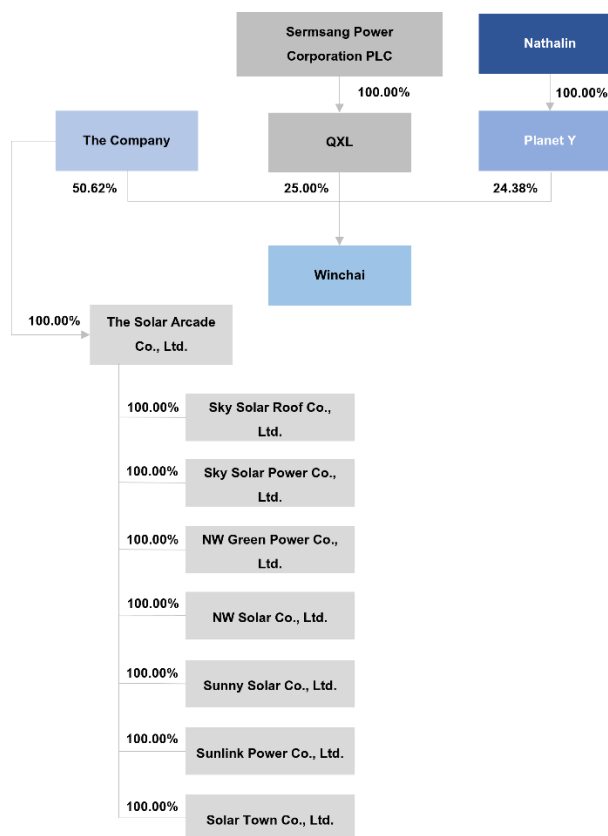 Sermsang Power
Corporation PLC
Nathalin
100.00%
100.00%
The Company
QXL
Planet Y
50.62%
25.00%
24.38%
Winchai
100.00%
The Solar Arcade
Co., Ltd.
100.00%
Sky Solar Roof Co.,
Ltd.
100.00%
Sky Solar Power Co.,
Ltd.
100.00%
NW Green Power Co.,
Ltd.
100.00%
NW Solar Co., Ltd.
100.00%
Sunny Solar Co., Ltd.
100.00%
Sunlink Power Co., Ltd.
100.00%
Solar Town Co., Ltd.